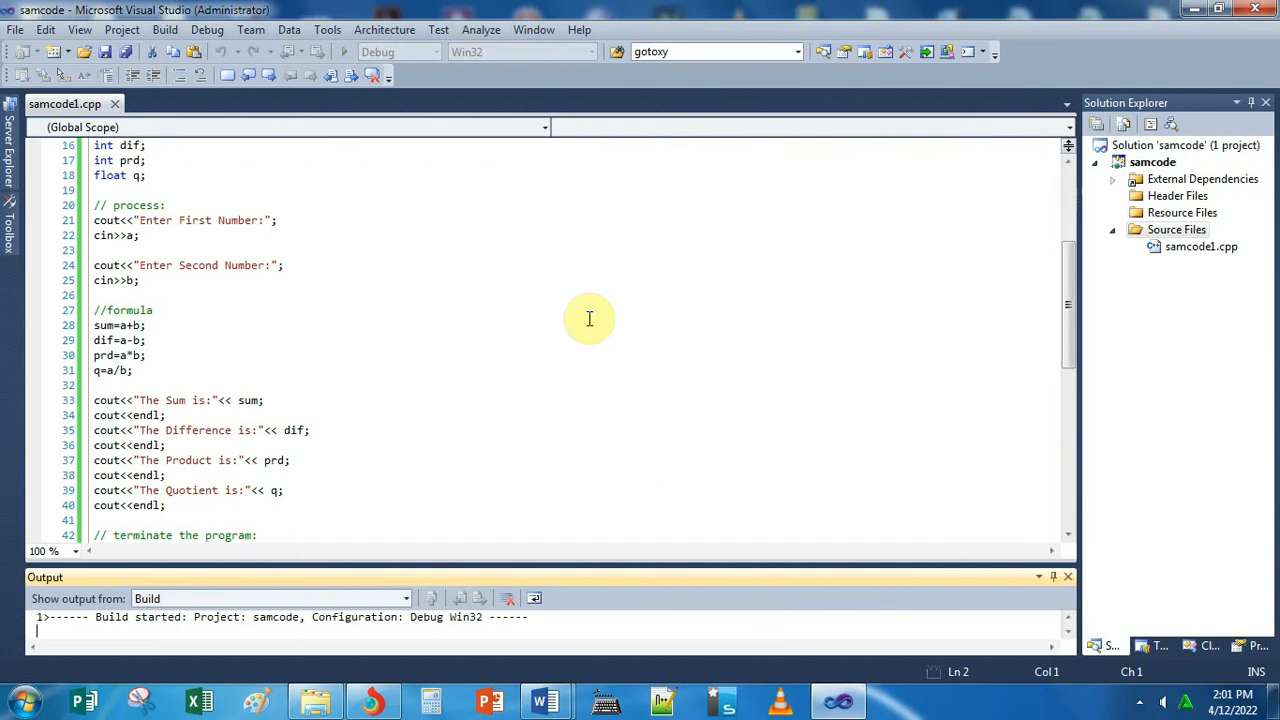 samcode - Microsoft Visual Studio (Administrator)
File Edit View Project Build Debug Team Data Tools Architecture Test Analyze Window Help
Debug Win32 gotoxy
samcode1.cpp
(Global Scope)
16 int dif;
17 int prd;
18 float q;
19
20 // process:
21 cout<<"Enter First Number:";
22 cin>>a;
23
24 cout<<"Enter Second Number:";
25 cin>>b;
26
27 //formula
28 sum=a+b;
29 dif=a-b;
30 prd=a*b;
31 q=a/b;
32
33 cout<<"The Sum is:"<< sum;
34 cout<<endl;
35 cout<<"The Difference is:"<< dif;
36 cout<<endl;
37 cout<<"The Product is:"<< prd;
38 cout<<endl;
39 cout<<"The Quotient is:"<< q;
40 cout<<endl;
41
42 // terminate the program:
100 %
Server Explorer
Toolbox
Solution Explorer
Solution 'samcode' (1 project)
samcode
External Dependencies
Header Files
Resource Files
Source Files
samcode1.cpp
S... T... Cl... Pr...
Output
Show output from: Build
1>------ Build started: Project: samcode, Configuration: Debug Win32 ------
Ln 2 Col 1 Ch 1 INS
2:01 PM
4/12/2022